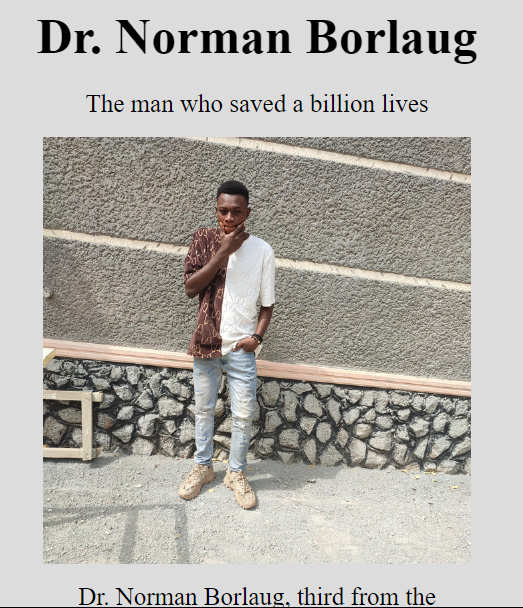 Dr. Norman Borlaug
The man who saved a billion lives
Dr. Norman Borlaug, third from the